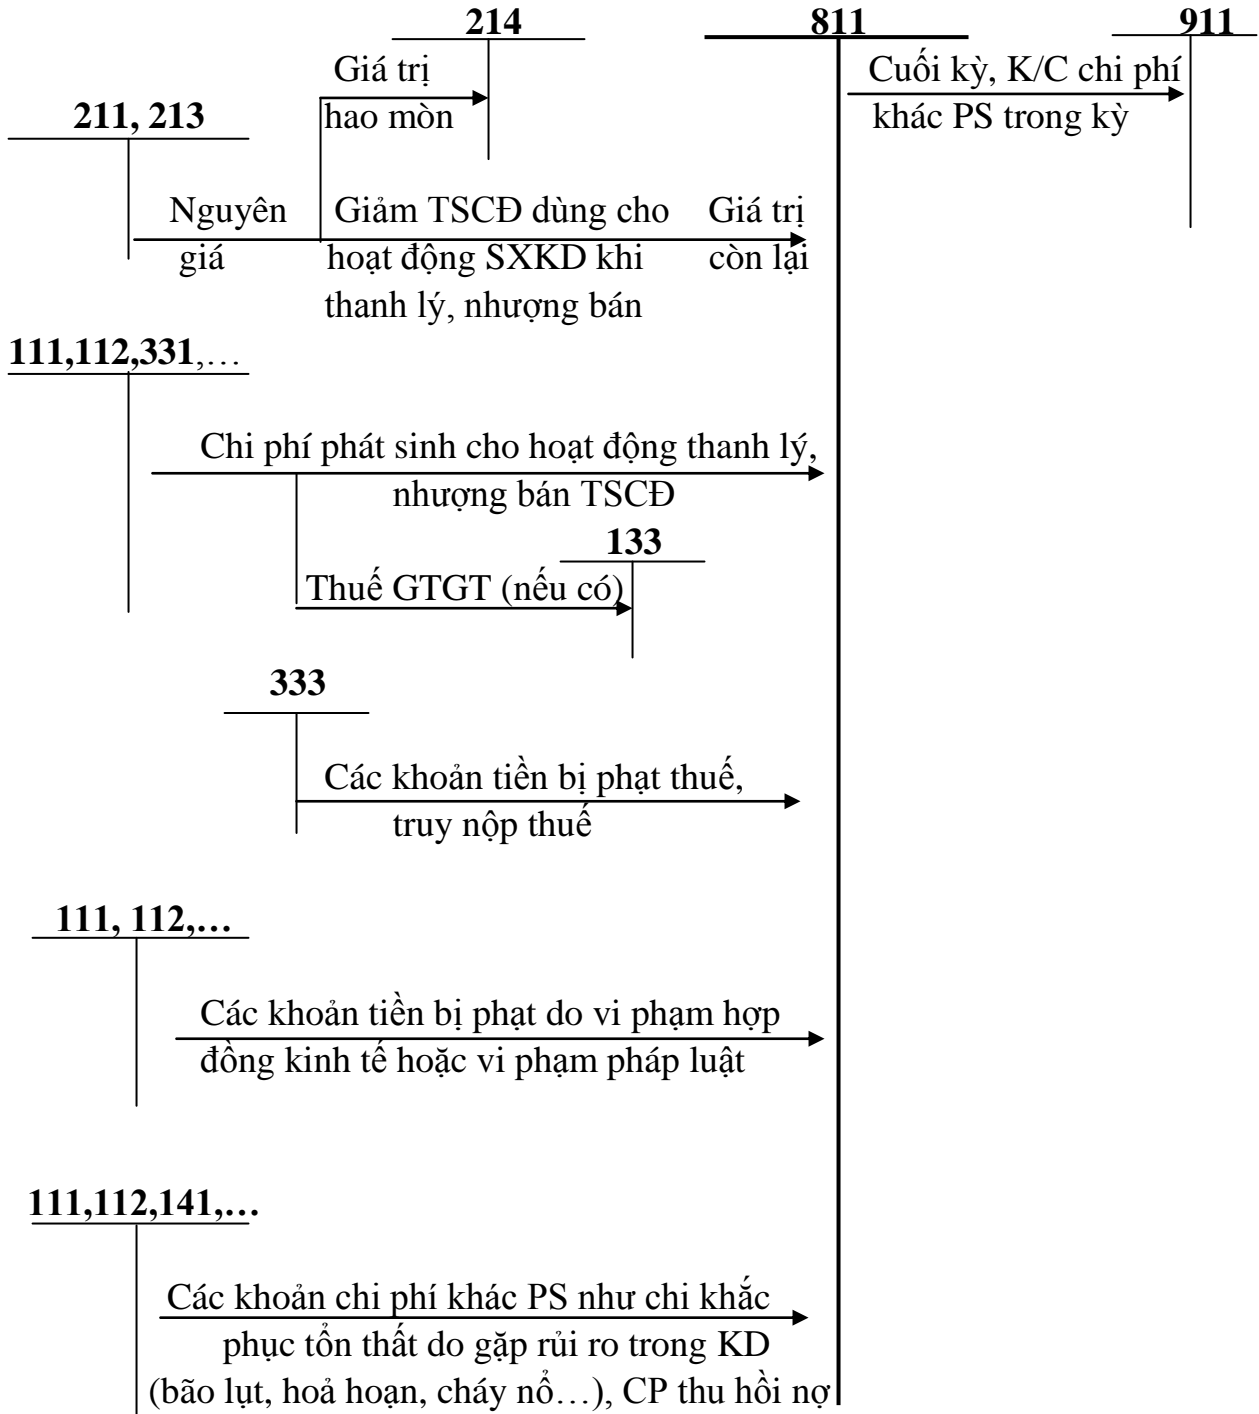 214
811
911
Giá trị
hao mòn
Cuối kỳ, K/C chi phí
khác PS trong kỳ
211, 213
Nguyên
giá
Giảm TSCĐ dùng cho
hoạt động SXKD khi
thanh lý, nhượng bán
Giá trị
còn lại
111,112,331,…
Chi phí phát sinh cho hoạt động thanh lý,
nhượng bán TSCĐ
133
Thuế GTGT (nếu có)
333
Các khoản tiền bị phạt thuế,
truy nộp thuế
111, 112,…
Các khoản tiền bị phạt do vi phạm hợp
đồng kinh tế hoặc vi phạm pháp luật
111,112,141,…
Các khoản chi phí khác PS như chi khắc
phục tổn thất do gặp rủi ro trong KD
(bão lụt, hoả hoạn, cháy nổ…), CP thu hồi nợ